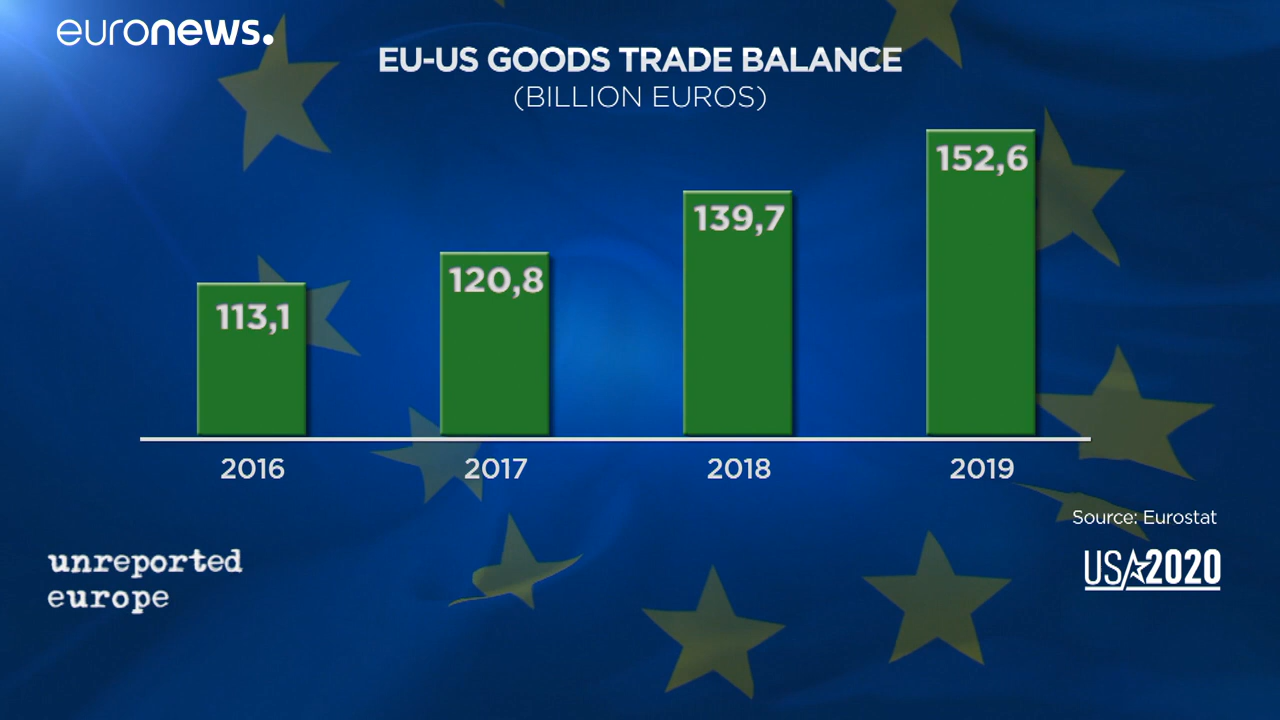 euronews.
EU-US GOODS TRADE BALANCE
(BILLION EUROS)
113,1
120,8
139,7
152,6
2016
2017
2018
2019
Source: Eurostat
unreported
europe
USA2020